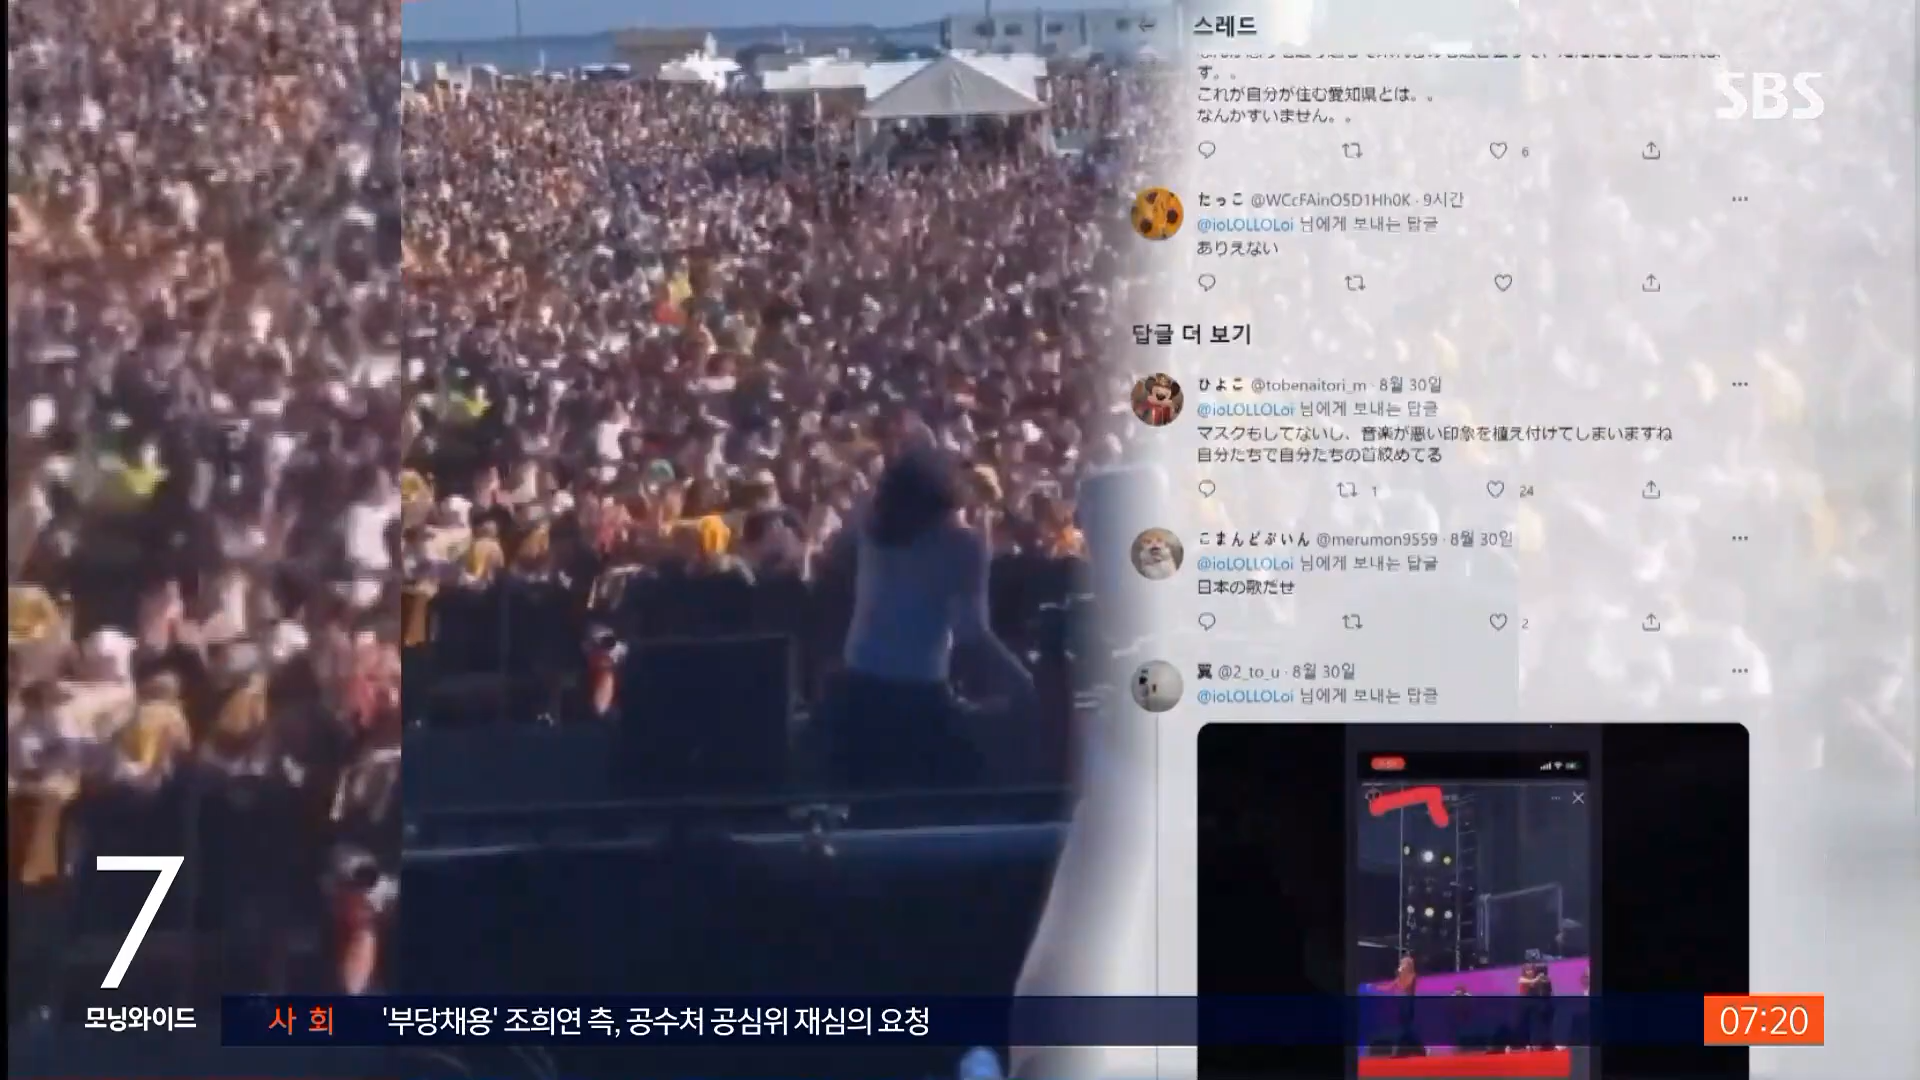 스레드
す。。
これが自分が住む愛知県とは。。
なんかすいません。。
6
SBS
たっこ @WCcFAinO5D1Hh0K · 9시간
@ioLOLLOLoi 님에게 보내는 답글
ありえない
답글 더 보기
ひよこ @tobenaitori_m · 8월 30일
@ioLOLLOLoi 님에게 보내는 답글
マスクもしてないし、音楽が悪い印象を植え付けてしまいますね
自分たちで自分たちの首絞めてる
1 24
こまんどぶいん @merumon9559 · 8월 30일
@ioLOLLOLoi 님에게 보내는 답글
日本の歌だせ
2
翼 @2_to_u · 8월 30일
@ioLOLLOLoi 님에게 보내는 답글
7
모닝와이드
사회 '부당채용' 조희연 측, 공수처 공심위 재심의 요청
07:20